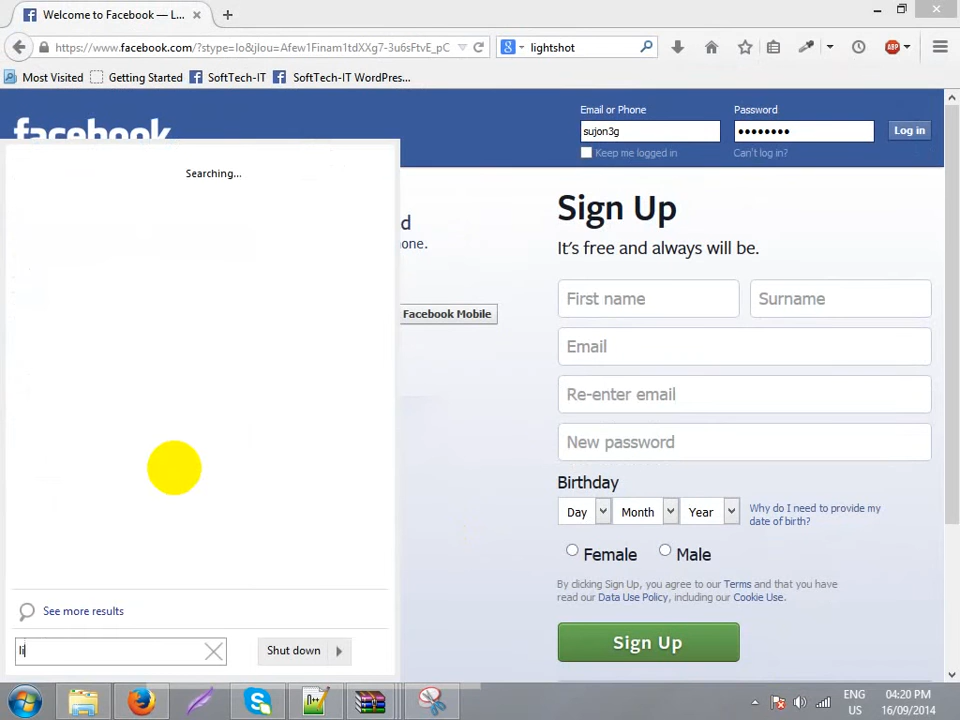 Welcome to Facebook — L...
https://www.facebook.com/?stype=lo&jlou=Afew1Finam1tdXXg7-3u6sFtvE_pC
lightshot
ABP
Most Visited
Getting Started
SoftTech-IT
SoftTech-IT WordPres...
facebook
Email or Phone
Password
sujon3g
••••••••
Log in
Keep me logged in
Can't log in?
Searching...
d
one.
Facebook Mobile
Sign Up
It's free and always will be.
First name
Surname
Email
Re-enter email
New password
Birthday
Day
Month
Year
Why do I need to provide my
date of birth?
Female
Male
By clicking Sign Up, you agree to our Terms and that you have
read our Data Use Policy, including our Cookie Use.
Sign Up
See more results
li
Shut down
ENG
US
04:20 PM
16/09/2014